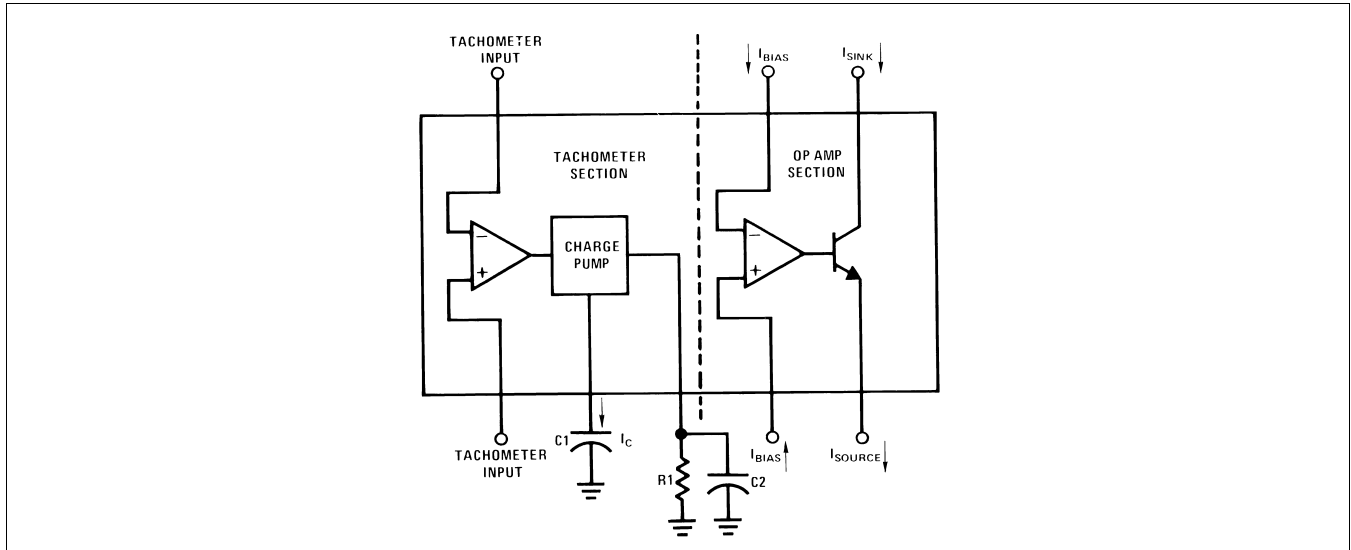 TACHOMETER
INPUT
I_BIAS
I_SINK
TACHOMETER
SECTION
OP AMP
SECTION
−
+
CHARGE
PUMP
−
+
C1
I_C
TACHOMETER
INPUT
R1
C2
I_BIAS
I_SOURCE